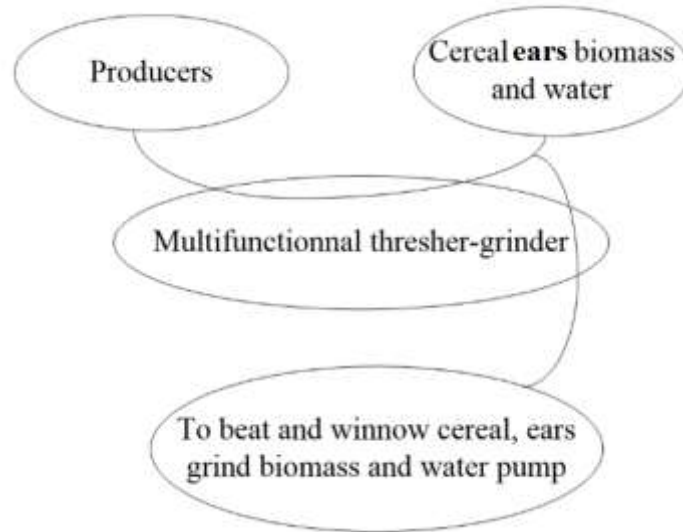 Producers
Cereal ears biomass
and water
Multifunctionnal thresher-grinder
To beat and winnow cereal, ears
grind biomass and water pump